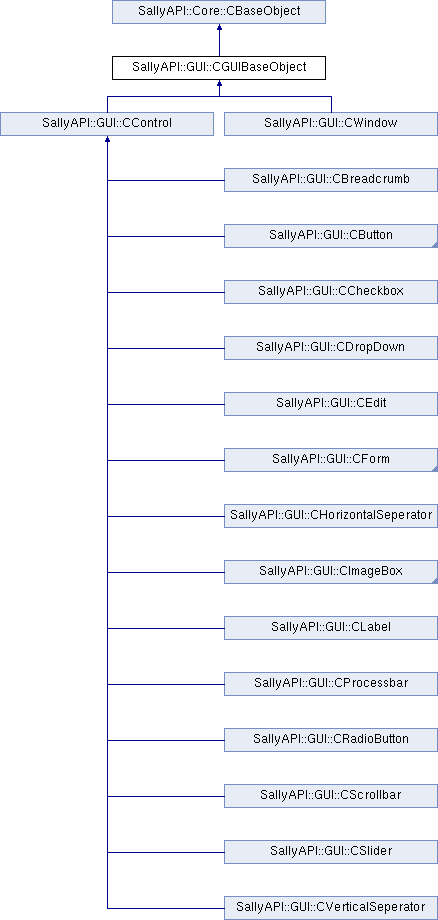 SallyAPI::Core::CBaseObject
SallyAPI::GUI::CGUIBaseObject
SallyAPI::GUI::CControl
SallyAPI::GUI::CWindow
SallyAPI::GUI::CBreadcrumb
SallyAPI::GUI::CButton
SallyAPI::GUI::CCheckbox
SallyAPI::GUI::CDropDown
SallyAPI::GUI::CEdit
SallyAPI::GUI::CForm
SallyAPI::GUI::CHorizontalSeperator
SallyAPI::GUI::CImageBox
SallyAPI::GUI::CLabel
SallyAPI::GUI::CProcessbar
SallyAPI::GUI::CRadioButton
SallyAPI::GUI::CScrollbar
SallyAPI::GUI::CSlider
SallyAPI::GUI::CVerticalSeperator